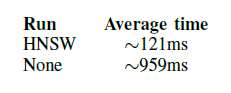 Run Average time
HNSW ~121ms
None ~959ms